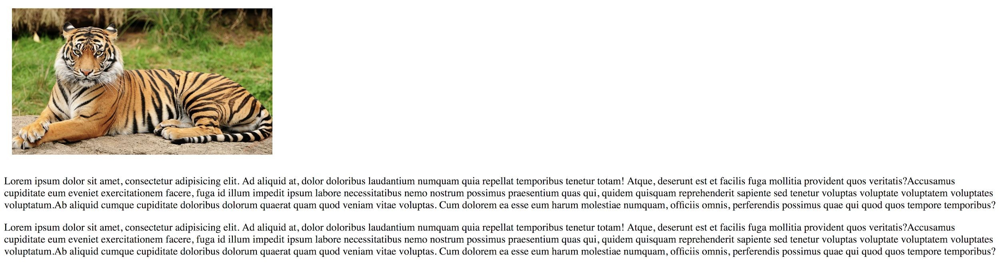 Lorem ipsum dolor sit amet, consectetur adipisicing elit. Ad aliquid at, dolor doloribus laudantium numquam quia repellat temporibus tenetur totam! Atque, deserunt est et facilis fuga mollitia provident quos veritatis?Accusamus
cupiditate eum eveniet exercitationem facere, fuga id illum impedit ipsum labore necessitatibus nemo nostrum possimus praesentium quas qui, quidem quisquam reprehenderit sapiente sed tenetur voluptas voluptate voluptatem voluptates
voluptatum.Ab aliquid cumque cupiditate doloribus dolorum quaerat quam quod veniam vitae voluptas. Cum dolorem ea esse eum harum molestiae numquam, officiis omnis, perferendis possimus quae qui quod quos tempore temporibus?
Lorem ipsum dolor sit amet, consectetur adipisicing elit. Ad aliquid at, dolor doloribus laudantium numquam quia repellat temporibus tenetur totam! Atque, deserunt est et facilis fuga mollitia provident quos veritatis?Accusamus
cupiditate eum eveniet exercitationem facere, fuga id illum impedit ipsum labore necessitatibus nemo nostrum possimus praesentium quas qui, quidem quisquam reprehenderit sapiente sed tenetur voluptas voluptate voluptatem voluptates
voluptatum.Ab aliquid cumque cupiditate doloribus dolorum quaerat quam quod veniam vitae voluptas. Cum dolorem ea esse eum harum molestiae numquam, officiis omnis, perferendis possimus quae qui quod quos tempore temporibus?